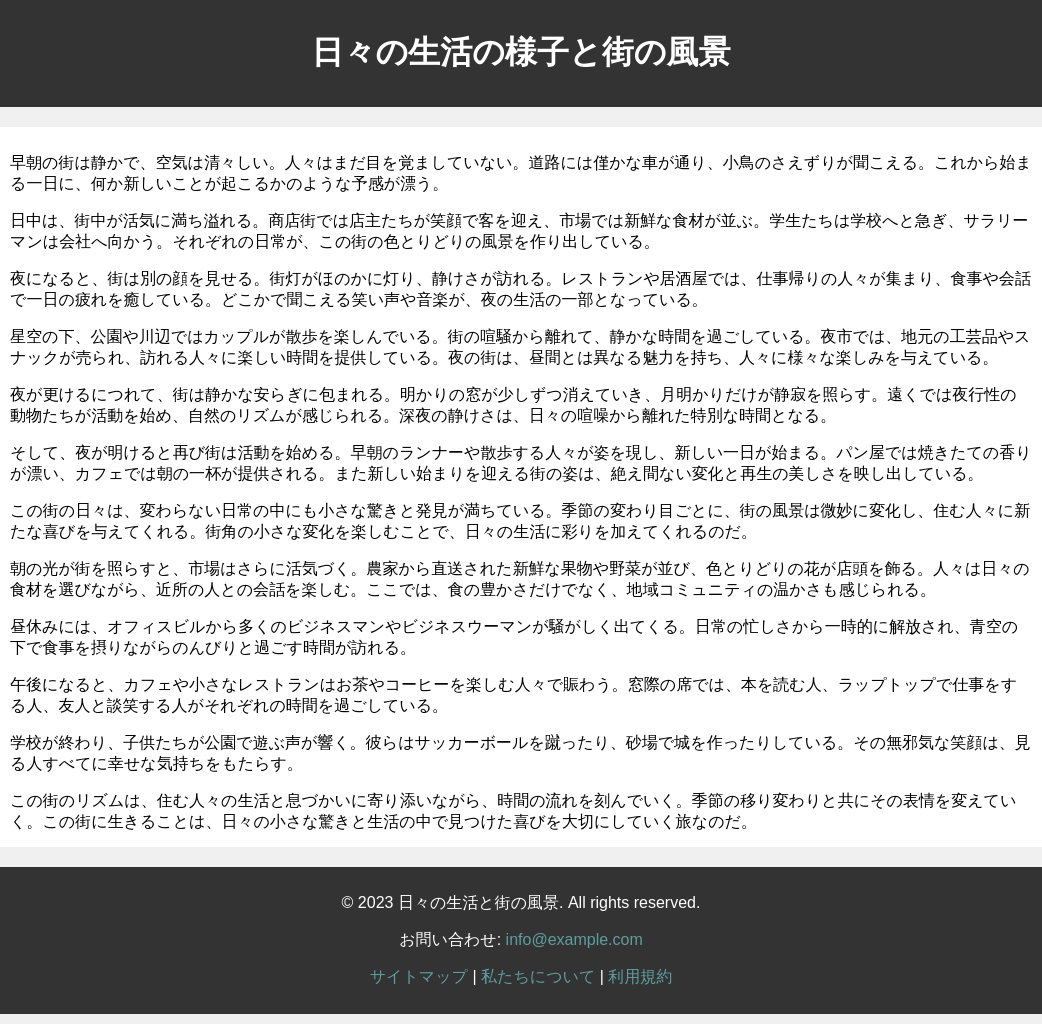 日々の生活の様子と街の風景
早朝の街は静かで、空気は清々しい。人々はまだ目を覚ましていない。道路には僅かな車が通り、小鳥のさえずりが聞こえる。これから始ま
る一日に、何か新しいことが起こるかのような予感が漂う。
日中は、街中が活気に満ち溢れる。商店街では店主たちが笑顔で客を迎え、市場では新鮮な食材が並ぶ。学生たちは学校へと急ぎ、サラリー
マンは会社へ向かう。それぞれの日常が、この街の色とりどりの風景を作り出している。
夜になると、街は別の顔を見せる。街灯がほのかに灯り、静けさが訪れる。レストランや居酒屋では、仕事帰りの人々が集まり、食事や会話
で一日の疲れを癒している。どこかで聞こえる笑い声や音楽が、夜の生活の一部となっている。
星空の下、公園や川辺ではカップルが散歩を楽しんでいる。街の喧騒から離れて、静かな時間を過ごしている。夜市では、地元の工芸品やス
ナックが売られ、訪れる人々に楽しい時間を提供している。夜の街は、昼間とは異なる魅力を持ち、人々に様々な楽しみを与えている。
夜が更けるにつれて、街は静かな安らぎに包まれる。明かりの窓が少しずつ消えていき、月明かりだけが静寂を照らす。遠くでは夜行性の
動物たちが活動を始め、自然のリズムが感じられる。深夜の静けさは、日々の喧噪から離れた特別な時間となる。
そして、夜が明けると再び街は活動を始める。早朝のランナーや散歩する人々が姿を現し、新しい一日が始まる。パン屋では焼きたての香り
が漂い、カフェでは朝の一杯が提供される。また新しい始まりを迎える街の姿は、絶え間ない変化と再生の美しさを映し出している。
この街の日々は、変わらない日常の中にも小さな驚きと発見が満ちている。季節の変わり目ごとに、街の風景は微妙に変化し、住む人々に新
たな喜びを与えてくれる。街角の小さな変化を楽しむことで、日々の生活に彩りを加えてくれるのだ。
朝の光が街を照らすと、市場はさらに活気づく。農家から直送された新鮮な果物や野菜が並び、色とりどりの花が店頭を飾る。人々は日々の
食材を選びながら、近所の人との会話を楽しむ。ここでは、食の豊かさだけでなく、地域コミュニティの温かさも感じられる。
昼休みには、オフィスビルから多くのビジネスマンやビジネスウーマンが騒がしく出てくる。日常の忙しさから一時的に解放され、青空の
下で食事を摂りながらのんびりと過ごす時間が訪れる。
午後になると、カフェや小さなレストランはお茶やコーヒーを楽しむ人々で賑わう。窓際の席では、本を読む人、ラップトップで仕事をす
る人、友人と談笑する人がそれぞれの時間を過ごしている。
学校が終わり、子供たちが公園で遊ぶ声が響く。彼らはサッカーボールを蹴ったり、砂場で城を作ったりしている。その無邪気な笑顔は、見
る人すべてに幸せな気持ちをもたらす。
この街のリズムは、住む人々の生活と息づかいに寄り添いながら、時間の流れを刻んでいく。季節の移り変わりと共にその表情を変えてい
く。この街に生きることは、日々の小さな驚きと生活の中で見つけた喜びを大切にしていく旅なのだ。
© 2023 日々の生活と街の風景. All rights reserved.
お問い合わせ: info@example.com
サイトマップ | 私たちについて | 利用規約